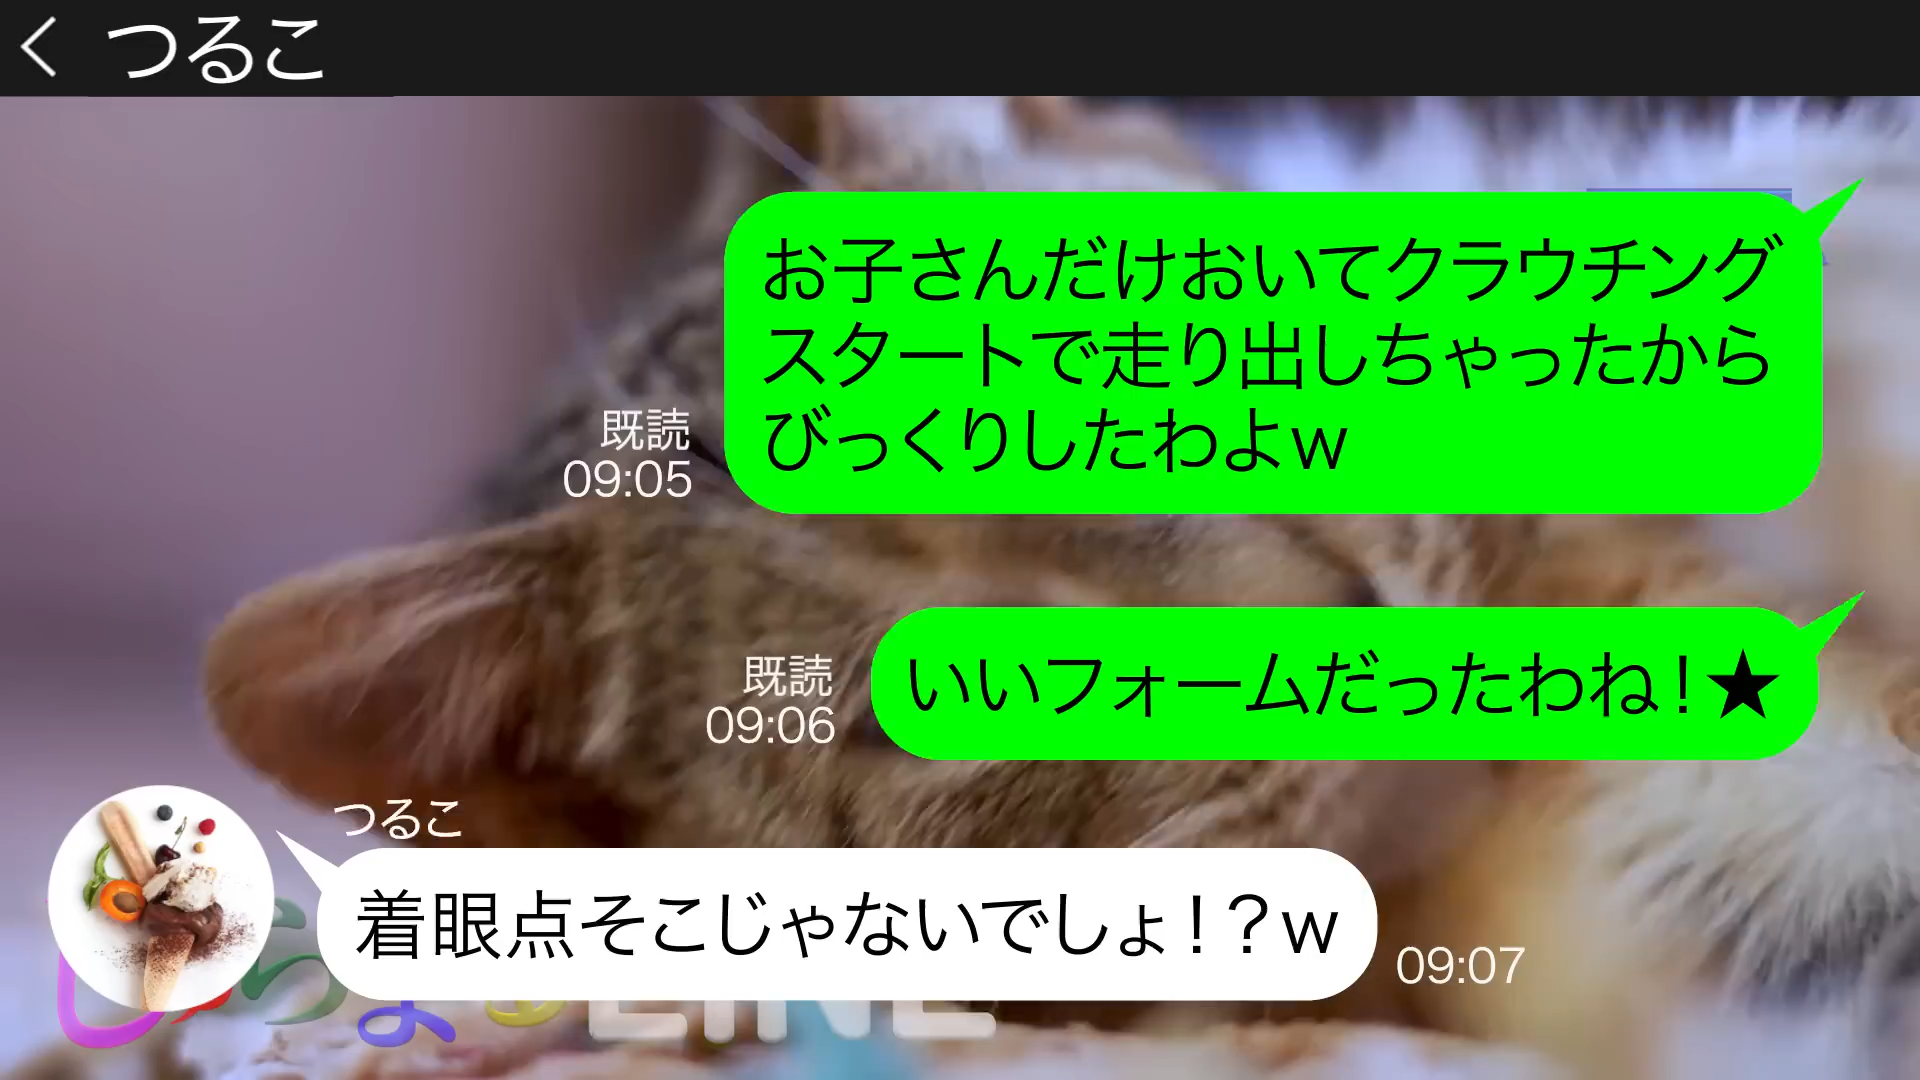 つるこ
お子さんだけおいてクラウチング
スタートで走り出しちゃったから
びっくりしたわよw
既読
09:05
いいフォームだったわね！★
既読
09:06
つるこ
着眼点そこじゃないでしょ！？w
09:07
LINE